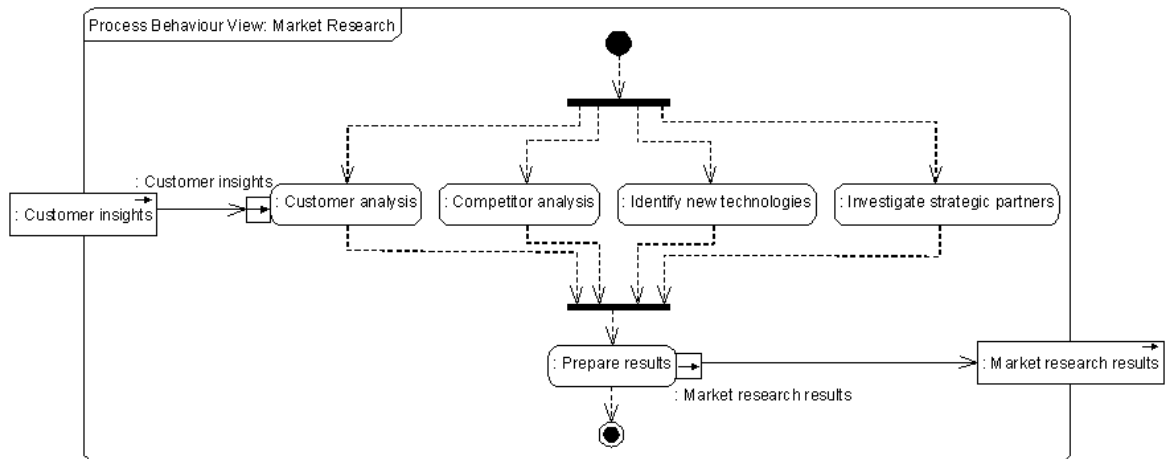 Process Behaviour View: Market Research
: Customer insights
: Customer insights
: Customer analysis
: Competitor analysis
: Identify new technologies
: Investigate strategic partners
: Prepare results
: Market research results
: Market research results